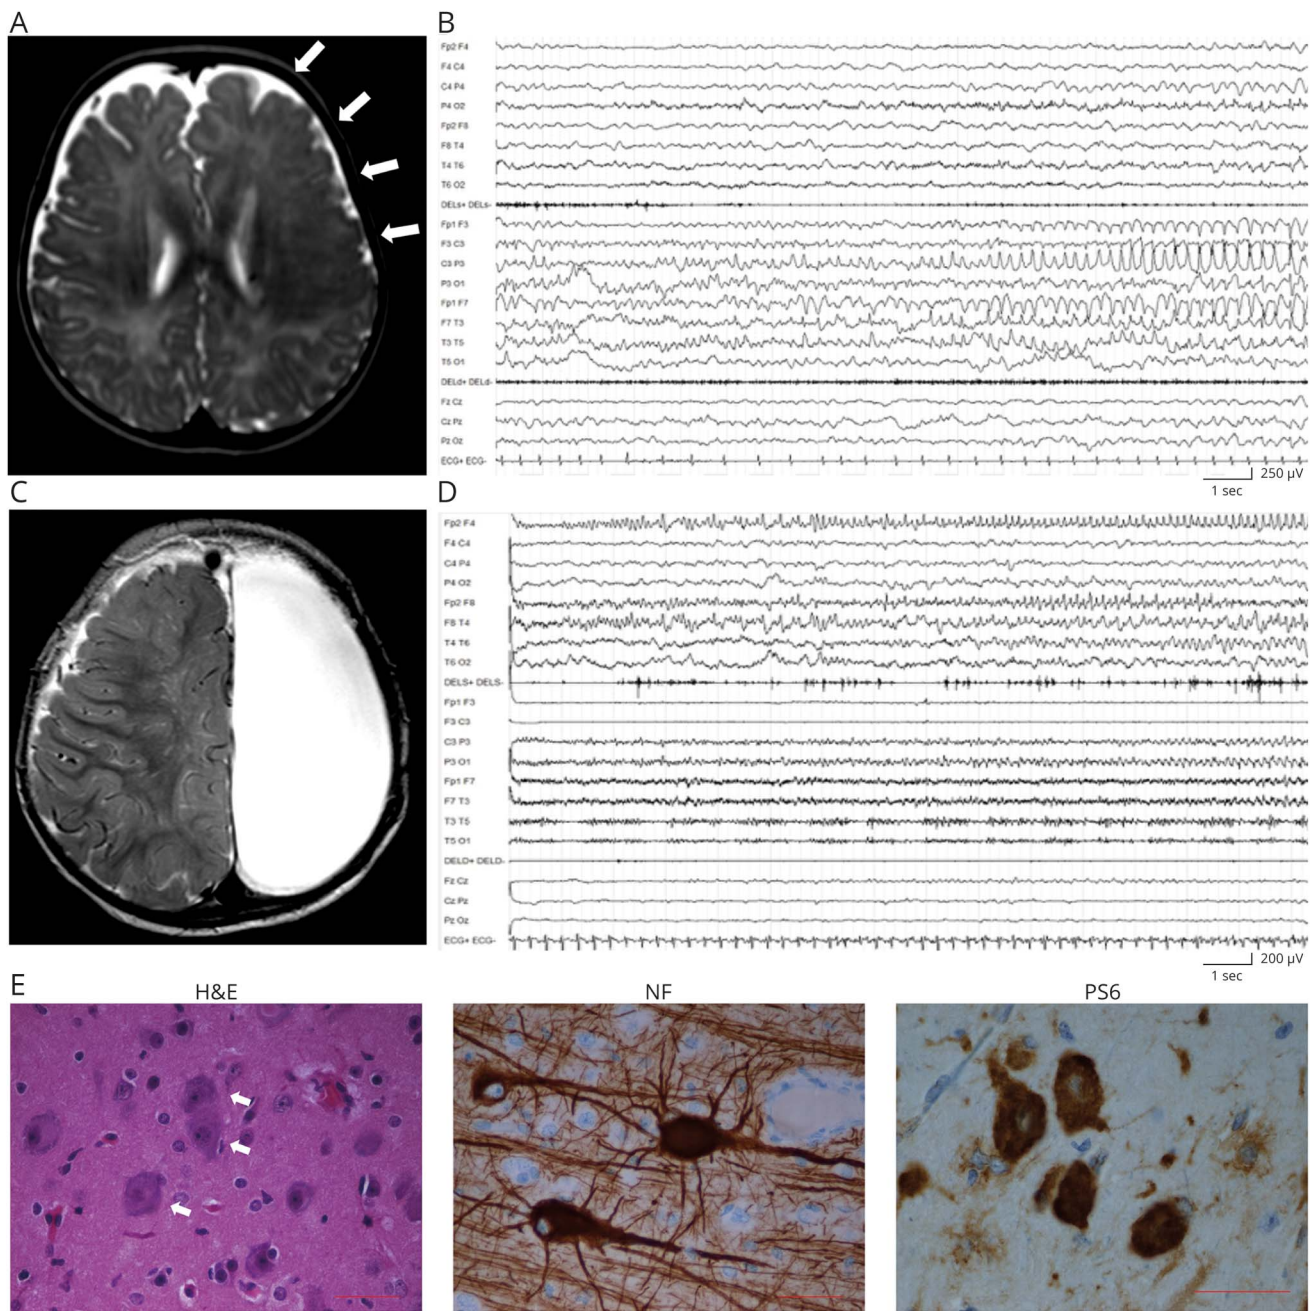 A
B
Fp2 F4
F4 C4
C4 P4
P4 O2
Fp2 F8
F8 T4
T4 T6
T6 O2
DELs+ DELs-
Fp1 F3
F3 C3
C3 P3
P3 O1
Fp1 F7
F7 T3
T3 T5
T5 O1
DELd+ DELd-
Fz Cz
Cz Pz
Pz Oz
ECG+ ECG-
250 µV
1 sec
C
D
Fp2 F4
F4 C4
C4 P4
P4 O2
Fp2 F8
F8 T4
T4 T6
T6 O2
DELS+ DELS-
Fp1 F3
F3 C3
C3 P3
P3 O1
Fp1 F7
F7 T3
T3 T5
T5 O1
DELD+ DELD-
Fz Cz
Cz Pz
Pz Oz
ECG+ ECG-
200 µV
1 sec
E
H&E
NF
PS6